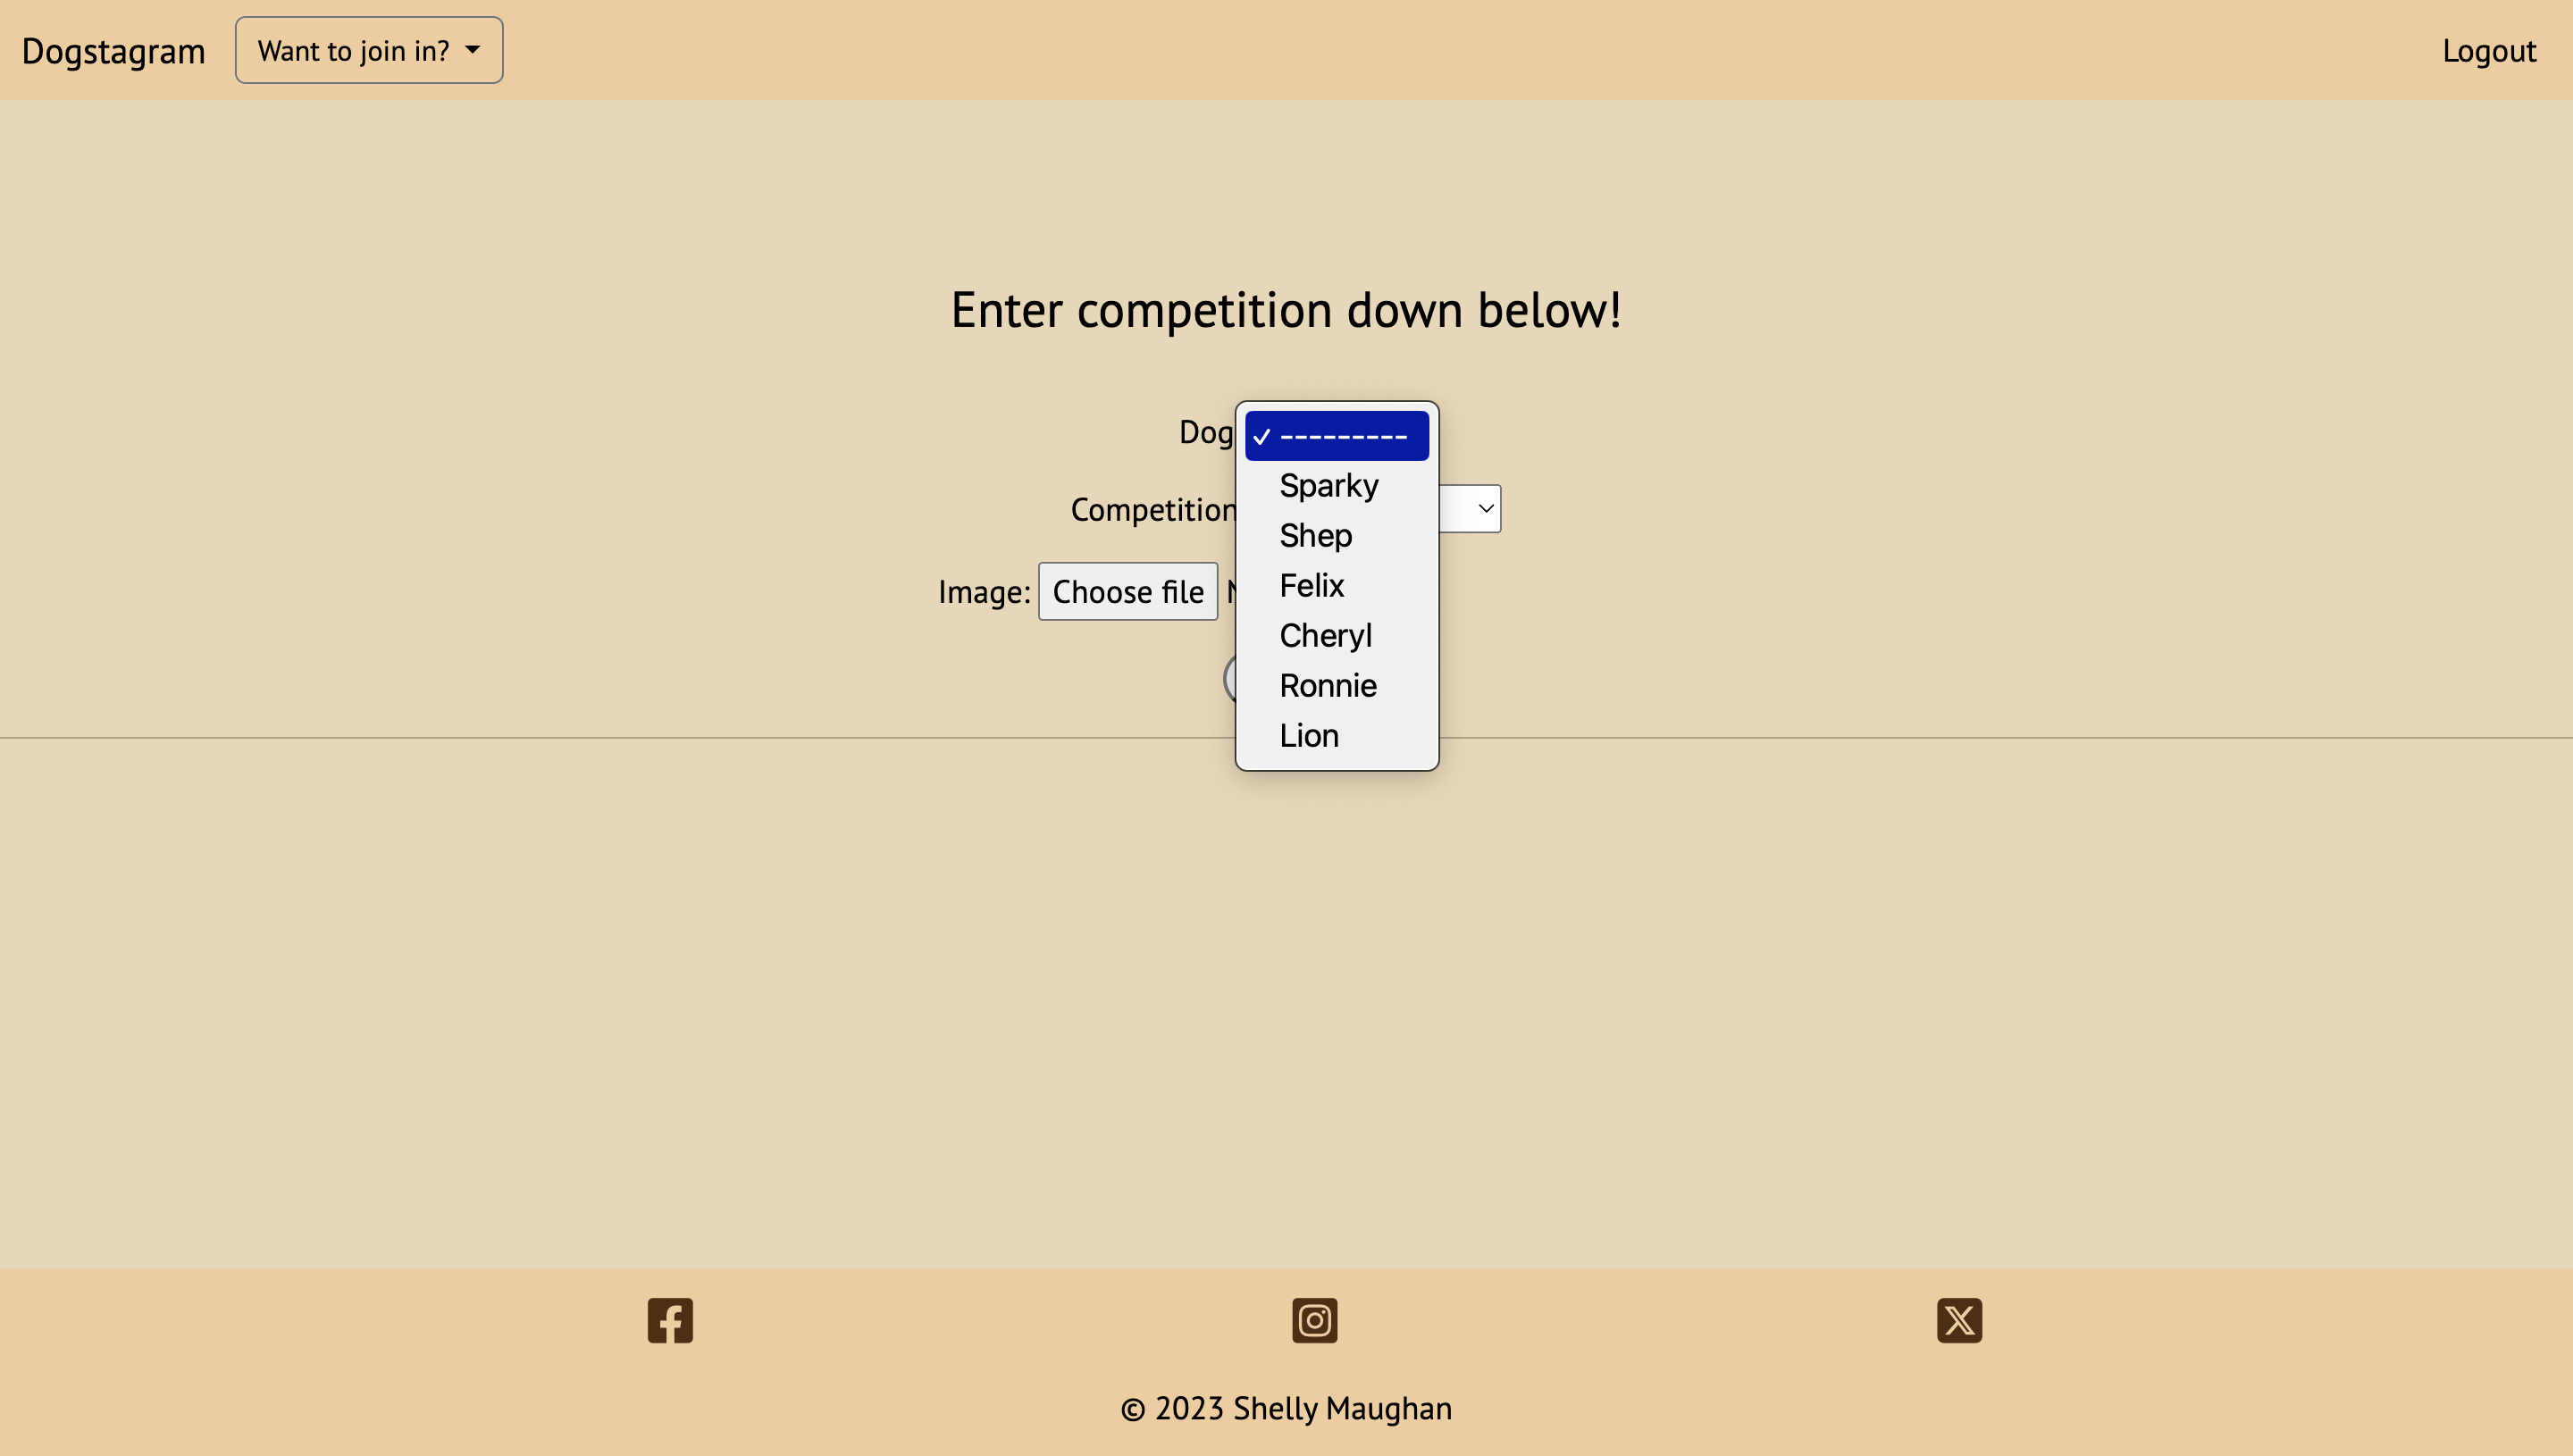 Dogstagram Want to join in? Logout
Enter competition down below!
Dog
---------
Sparky
Competition
Shep
Felix
Image: Choose file
Cheryl
Ronnie
Lion
© 2023 Shelly Maughan